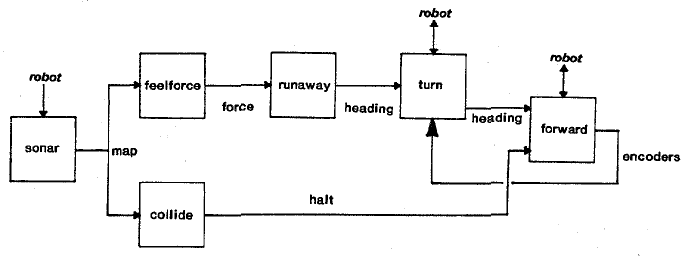 robot
robot
robot
feelforce
runaway
turn
force
heading
heading
forward
sonar
map
encoders
halt
collide